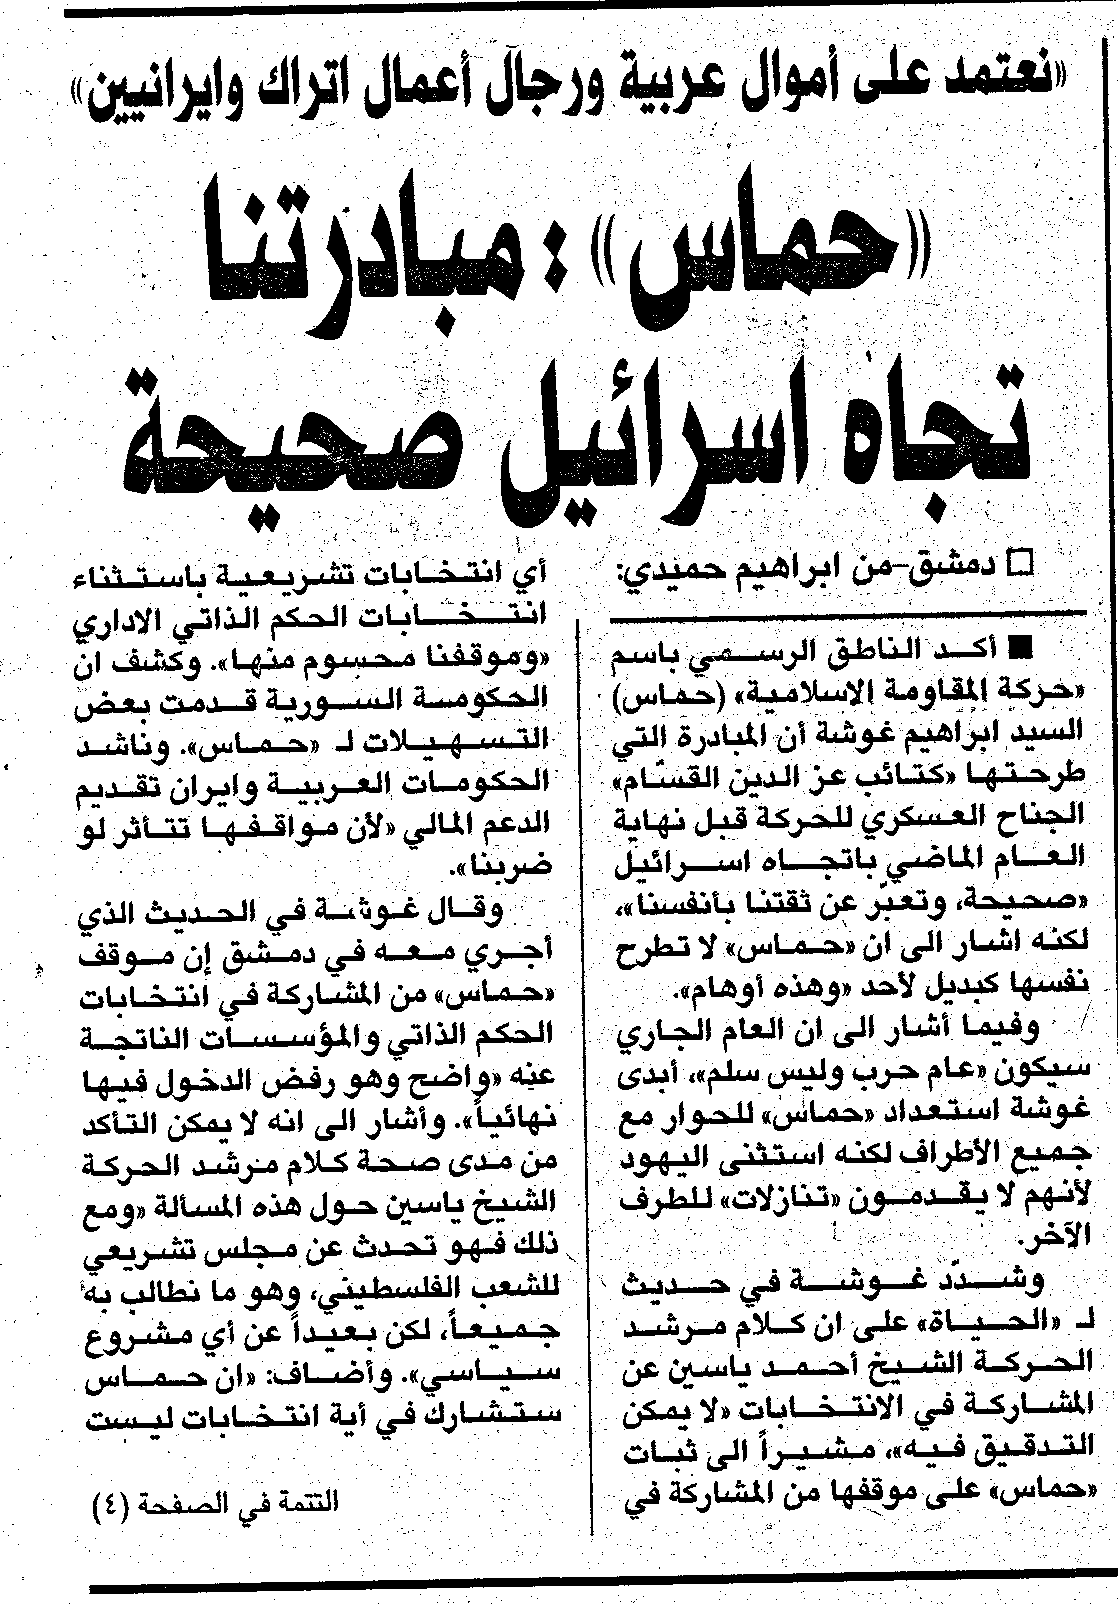 «نعتمد على أموال عربية ورجال أعمال اتراك وايرانيين»
«حماس» : مبادرتنا
تجاه اسرائيل صحيحة
□ دمشق - من ابراهيم حميدي:
■ أكد الناطق الرسمي باسم
«حركة المقاومة الإسلامية» (حماس)
السيد ابراهيم غوشة أن المبادرة التي
طرحتها «كتائب عز الدين القسّام»
الجناح العسكري للحركة قبل نهاية
العام الماضي باتجاه اسرائيل
«صحيحة، وتعبّر عن ثقتنا بأنفسنا»،
لكنه اشار الى ان «حماس» لا تطرح
نفسها كبديل لأحد «وهذه أوهام».
وفيما أشار الى ان العام الجاري
سيكون «عام حرب وليس سلم»، أبدى
غوشة استعداد «حماس» للحوار مع
جميع الأطراف لكنه استثنى اليهود
لأنهم لا يقدمون «تنازلات» للطرف
الآخر.
وشدّد غوشة في حديث
لـ «الحياة» على ان كلام مرشد
الحركة الشيخ أحمد ياسين عن
المشاركة في الانتخابات «لا يمكن
التدقيق فيه»، مشيراً الى ثبات
«حماس» على موقفها من المشاركة في
أي انتخابات تشريعية باستثناء
انتخابات الحكم الذاتي الاداري
«وموقفنا محسوم منها». وكشف ان
الحكومة السورية قدمت بعض
التسهيلات لـ «حماس». وناشد
الحكومات العربية وايران تقديم
الدعم المالي «لأن مواقفها تتأثر لو
ضربنا».
وقال غوشة في الحديث الذي
أجري معه في دمشق إن موقف
«حماس» من المشاركة في انتخابات
الحكم الذاتي والمؤسسات الناتجة
عنه «واضح وهو رفض الدخول فيها
نهائياً». وأشار الى انه لا يمكن التأكد
من مدى صحة كلام مرشد الحركة
الشيخ ياسين حول هذه المسألة «ومع
ذلك فهو تحدث عن مجلس تشريعي
للشعب الفلسطيني، وهو ما نطالب به
جميعاً، لكن بعيداً عن أي مشروع
سياسي». وأضاف: «ان حماس
ستشارك في أية انتخابات ليست
التتمة في الصفحة (٤)